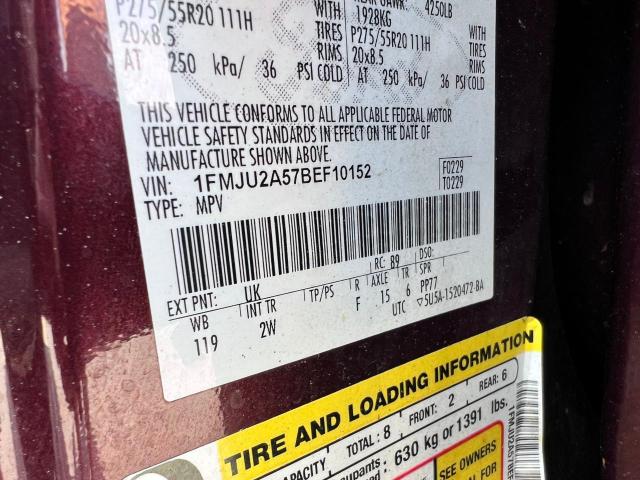 P275/55R20 111H WITH 1928KG 4250LB
20x8.5 TIRES P275/55R20 111H WITH
RIMS 20x8.5 TIRES
AT 250 kPa/ 36 PSI COLD RIMS
AT 250 kPa/ 36 PSI COLD
THIS VEHICLE CONFORMS TO ALL APPLICABLE FEDERAL MOTOR
VEHICLE SAFETY STANDARDS IN EFFECT ON THE DATE OF
MANUFACTURE SHOWN ABOVE.
VIN: 1FMJU2A57BEF10152 F0229
TYPE: MPV T0229
RC: 89 DSO:
EXT PNT: UK TP/PS R AXLE TR SPR
WB INT TR F 15 6 PP77
119 2W UTC ▽5U5A-1520472-BA
TIRE AND LOADING INFORMATION
CAPACITY TOTAL: 8 FRONT: 2 REAR: 6
cupants 630 kg or 1391 lbs.
SEE OWNERS
1FMJU2A57BEF